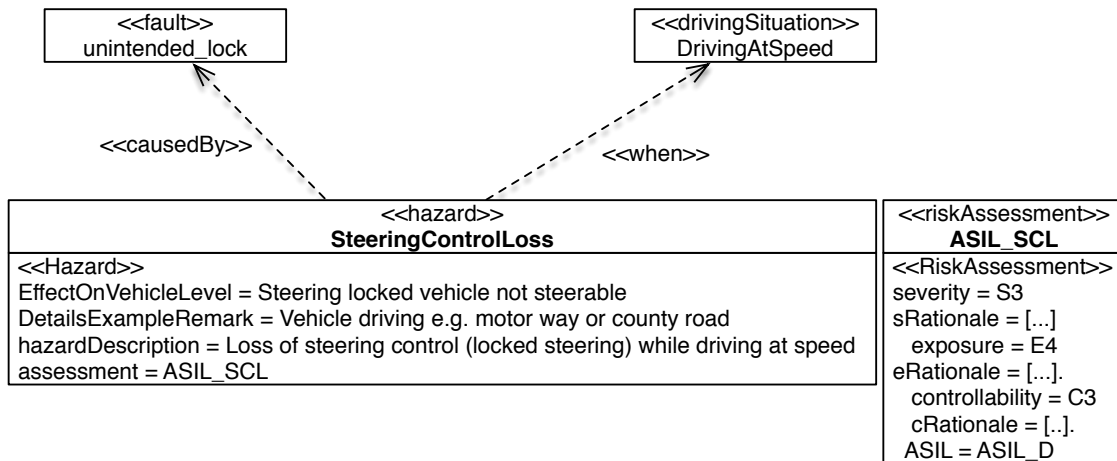 <<fault>>
unintended_lock
<<drivingSituation>>
DrivingAtSpeed
<<causedBy>>
<<when>>
<<hazard>>
SteeringControlLoss
<<Hazard>>
EffectOnVehicleLevel = Steering locked vehicle not steerable
DetailsExampleRemark = Vehicle driving e.g. motor way or county road
hazardDescription = Loss of steering control (locked steering) while driving at speed
assessment = ASIL_SCL
<<riskAssessment>>
ASIL_SCL
<<RiskAssessment>>
severity = S3
sRationale = [...]
exposure = E4
eRationale = [...].
controllability = C3
cRationale = [..].
ASIL = ASIL_D